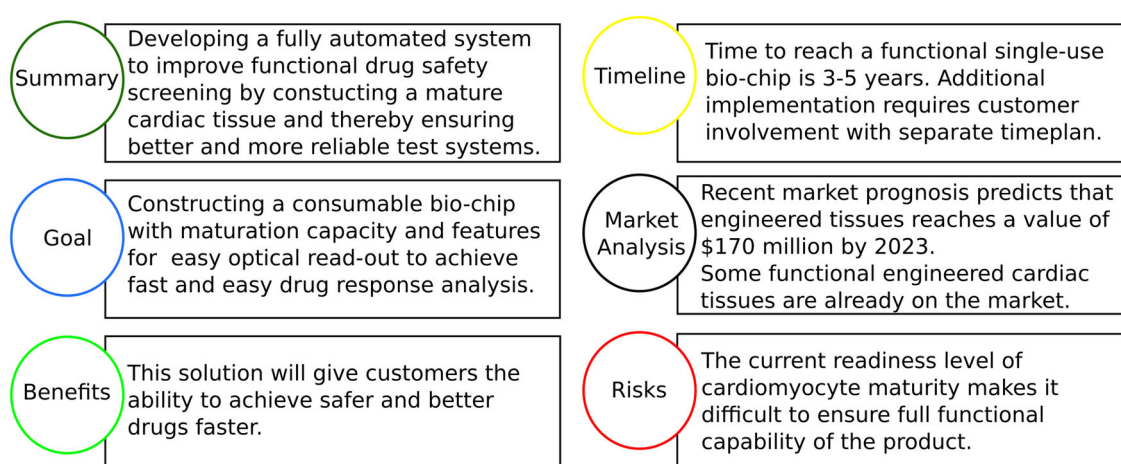 Summary
Developing a fully automated system
to improve functional drug safety
screening by constucting a mature
cardiac tissue and thereby ensuring
better and more reliable test systems.
Goal
Constructing a consumable bio-chip
with maturation capacity and features
for  easy optical read-out to achieve
fast and easy drug response analysis.
Benefits
This solution will give customers the
ability to achieve safer and better
drugs faster.
Timeline
Time to reach a functional single-use
bio-chip is 3-5 years. Additional
implementation requires customer
involvement with separate timeplan.
Market
Analysis
Recent market prognosis predicts that
engineered tissues reaches a value of
$170 million by 2023.
Some functional engineered cardiac
tissues are already on the market.
Risks
The current readiness level of
cardiomyocyte maturity makes it
difficult to ensure full functional
capability of the product.